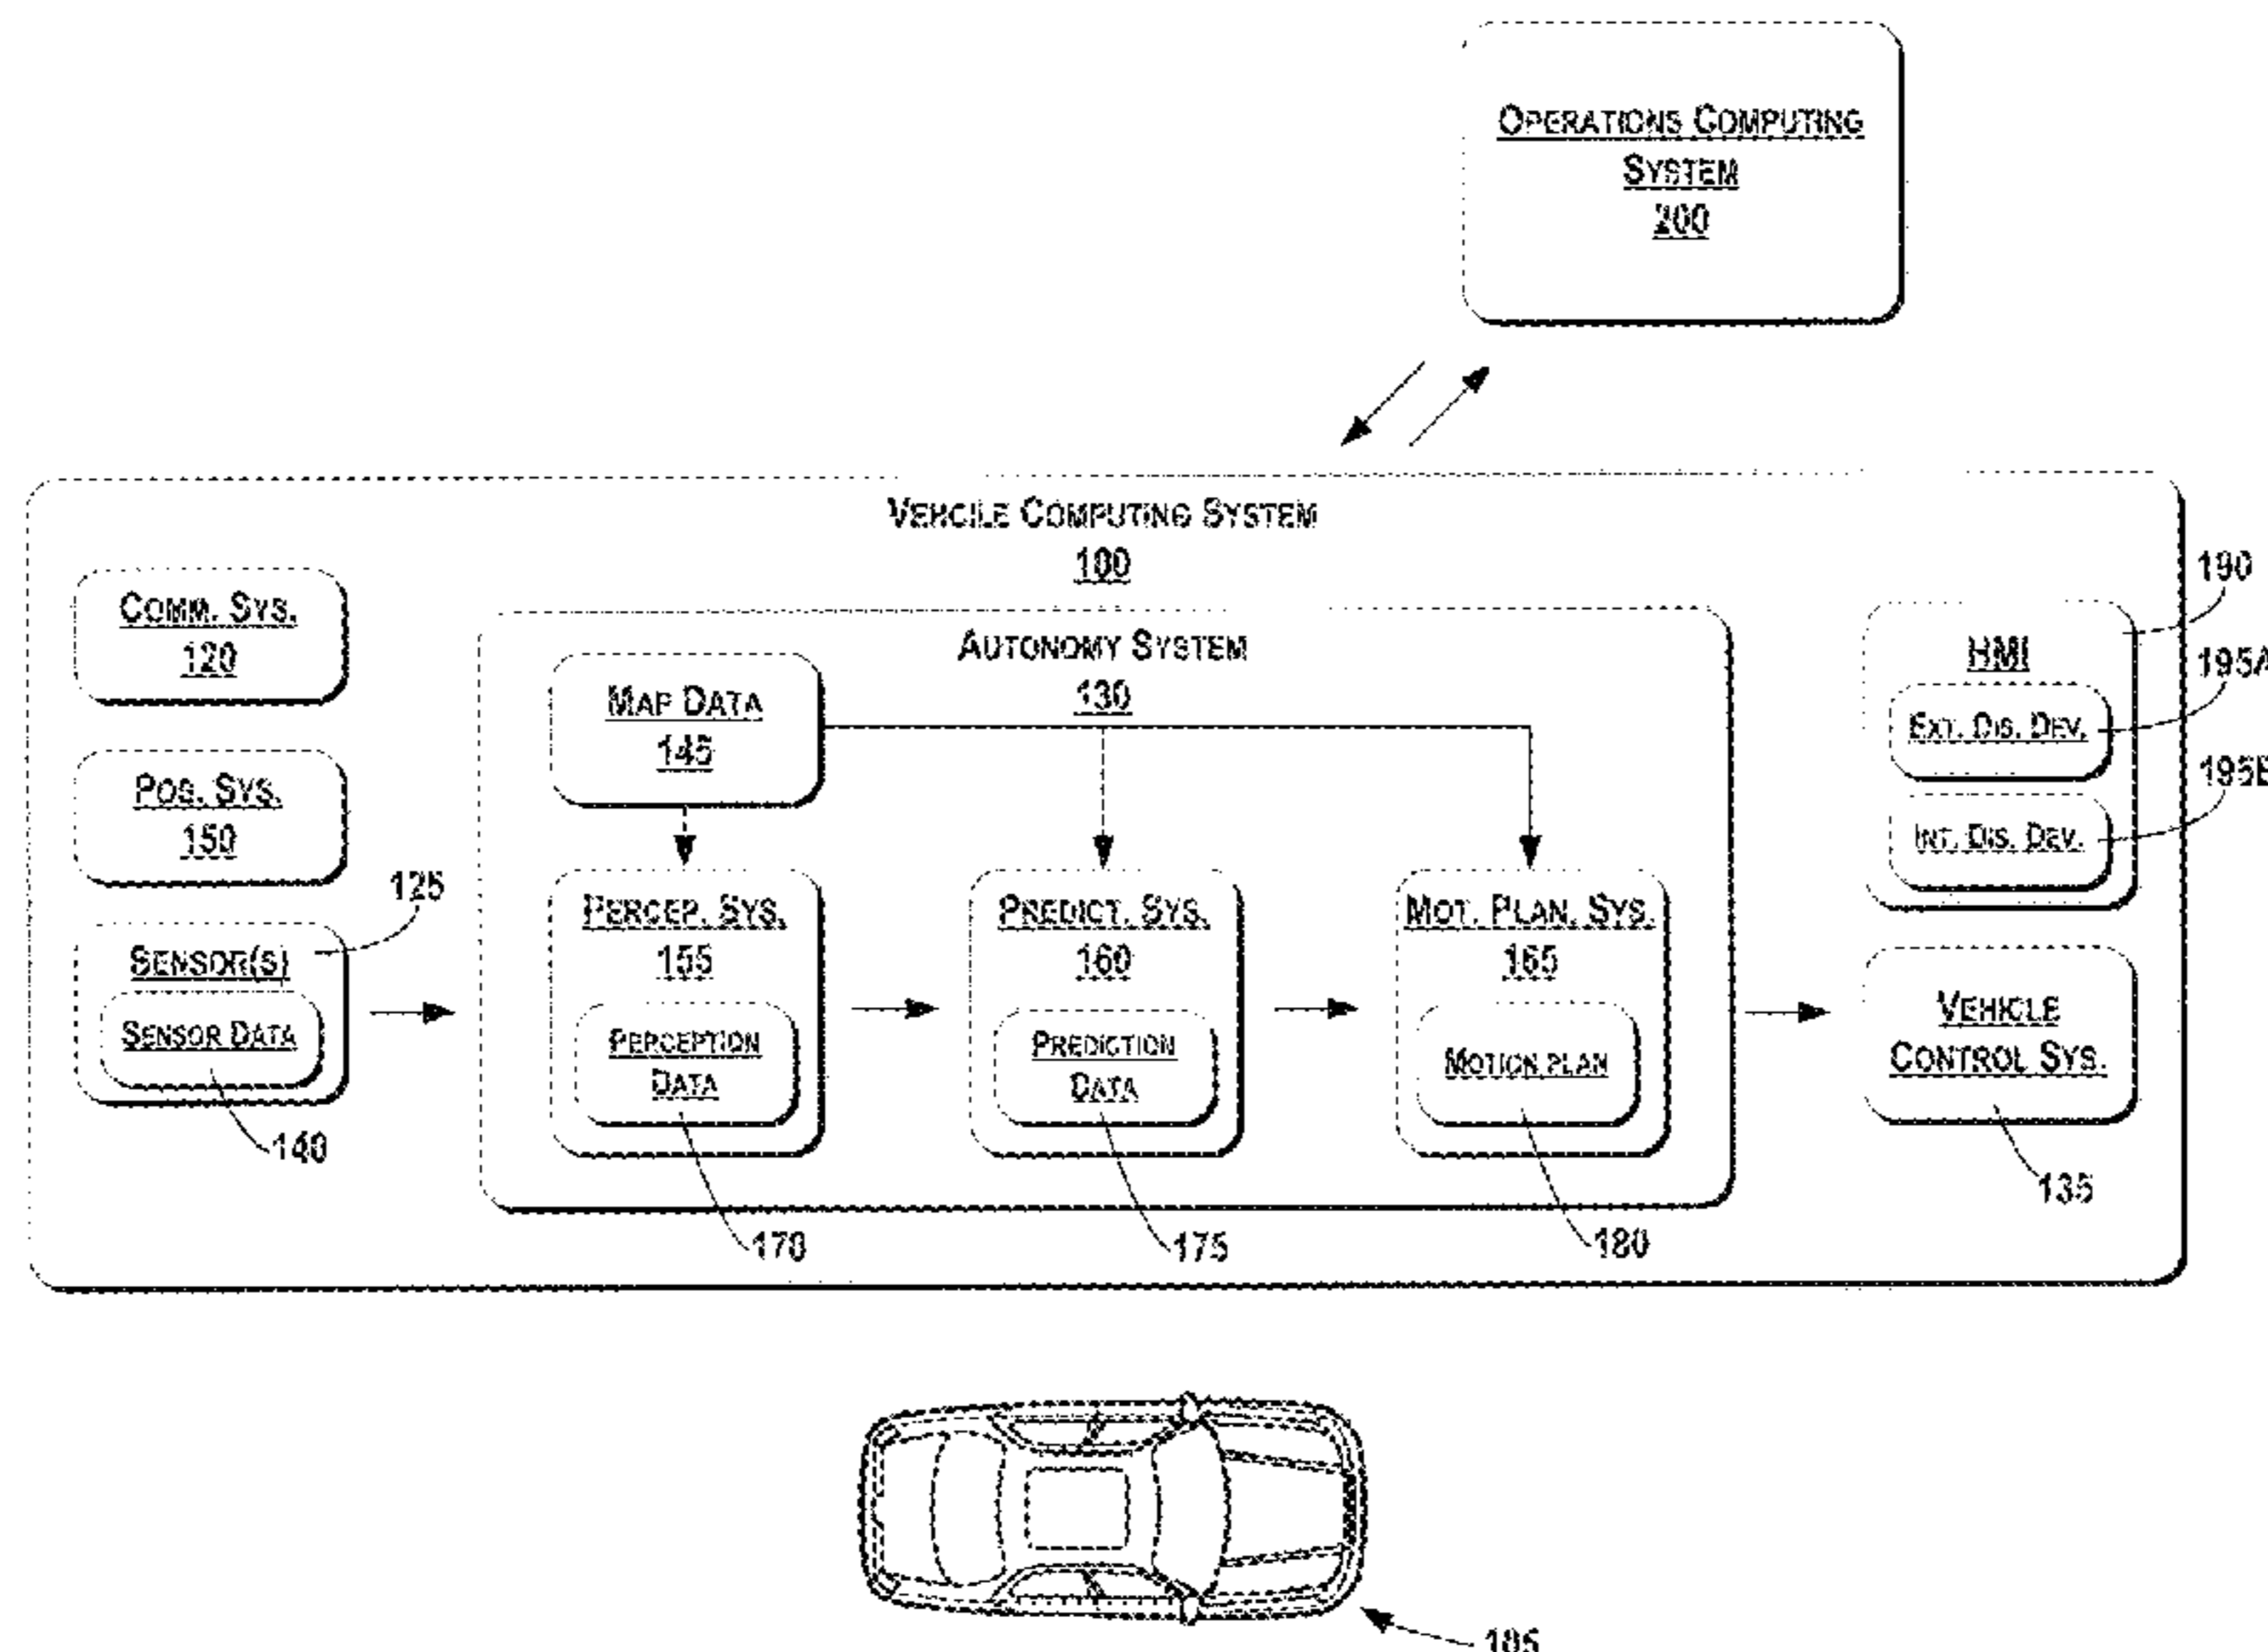 OPERATIONS COMPUTING
SYSTEM
200
VEHCILE COMPUTING SYSTEM
100
COMM. SYS.
120
POS. SYS.
150
125
SENSOR(S)
SENSOR DATA
140
AUTONOMY SYSTEM
130
MAP DATA
145
PERCEP. SYS.
155
PERCEPTION
DATA
170
PREDICT. SYS.
160
PREDICTION
DATA
175
MOT. PLAN. SYS.
165
MOTION PLAN
180
190
HMI
195A
EXT. DIS. DEV.
195B
INT. DIS. DEV.
VEHICLE
CONTROL SYS.
135